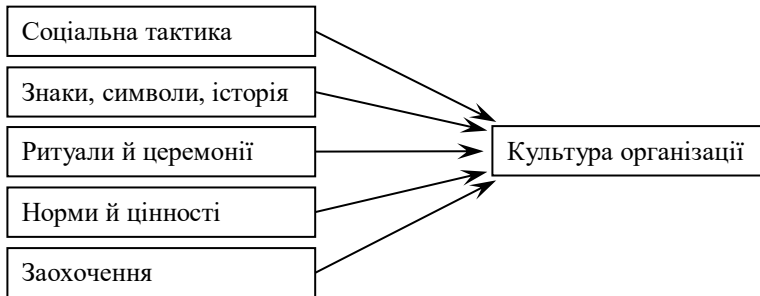 Соціальна тактика
Знаки, символи, історія
Ритуали й церемонії
Культура організації
Норми й цінності
Заохочення